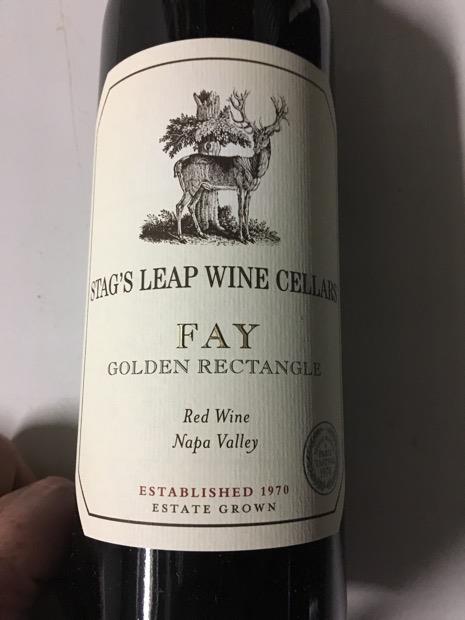 STAG'S LEAP WINE CELLARS
FAY
GOLDEN RECTANGLE
Red Wine
Napa Valley
ESTABLISHED 1970
ESTATE GROWN